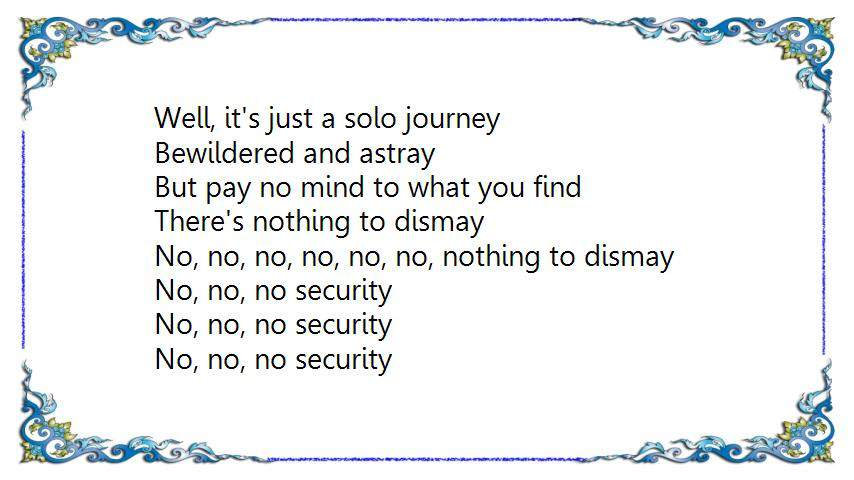 Well, it's just a solo journey
Bewildered and astray
But pay no mind to what you find
There's nothing to dismay
No, no, no, no, no, no, nothing to dismay
No, no, no security
No, no, no security
No, no, no security